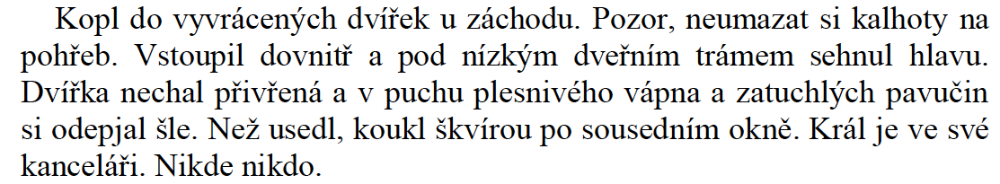 Kopl do vyvrácených dvířek u záchodu. Pozor, neumazat si kalhoty na
pohřeb. Vstoupil dovnitř a pod nízkým dveřním trámem sehnul hlavu.
Dvířka nechal přivřená a v puchu plesnivého vápna a zatuchlých pavučin
si odepjal šle. Než usedl, koukl škvírou po sousedním okně. Král je ve své
kanceláři. Nikde nikdo.